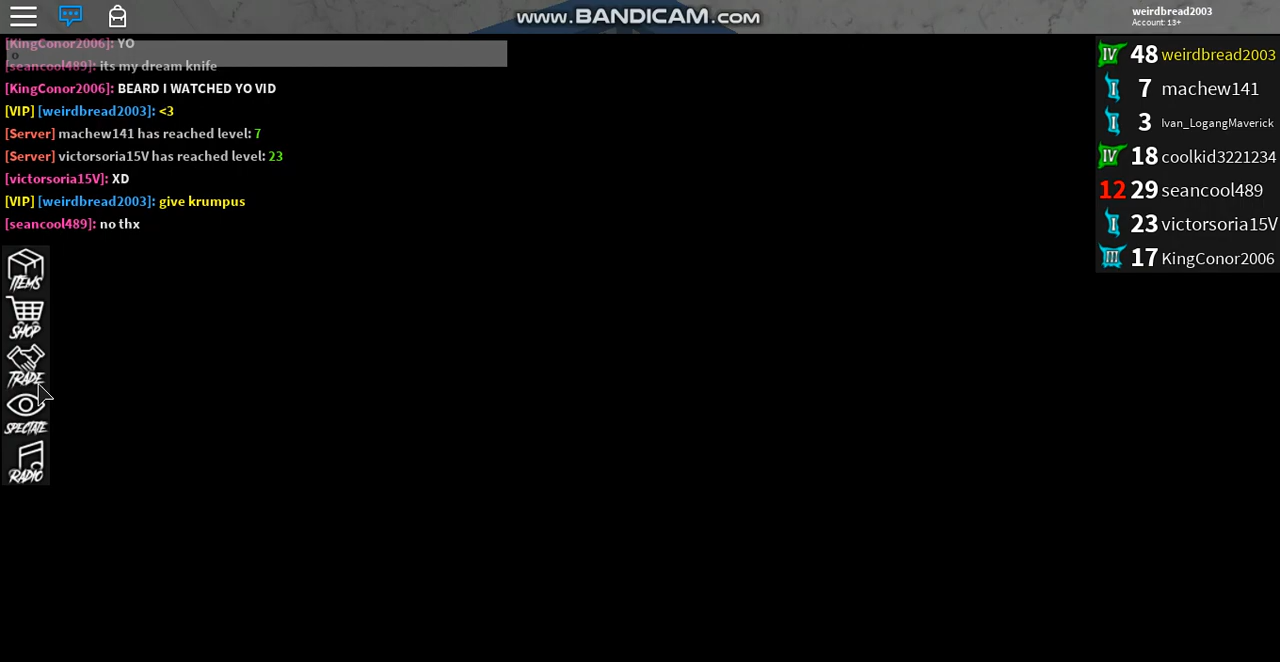 www.BANDICAM.com
weirdbread2003
Account: 13+
[KingConor2006]: YO
[seancool489]: its my dream knife
[KingConor2006]: BEARD I WATCHED YO VID
[VIP] [weirdbread2003]: <3
[Server] machew141 has reached level: 7
[Server] victorsoria15V has reached level: 23
[victorsoria15V]: XD
[VIP] [weirdbread2003]: give krumpus
[seancool489]: no thx
ITEMS
SHOP
TRADE
SPECTATE
RADIO
IV 48 weirdbread2003
I 7 machew141
I 3 Ivan_LogangMaverick
IV 18 coolkid3221234
12 29 seancool489
I 23 victorsoria15V
III 17 KingConor2006